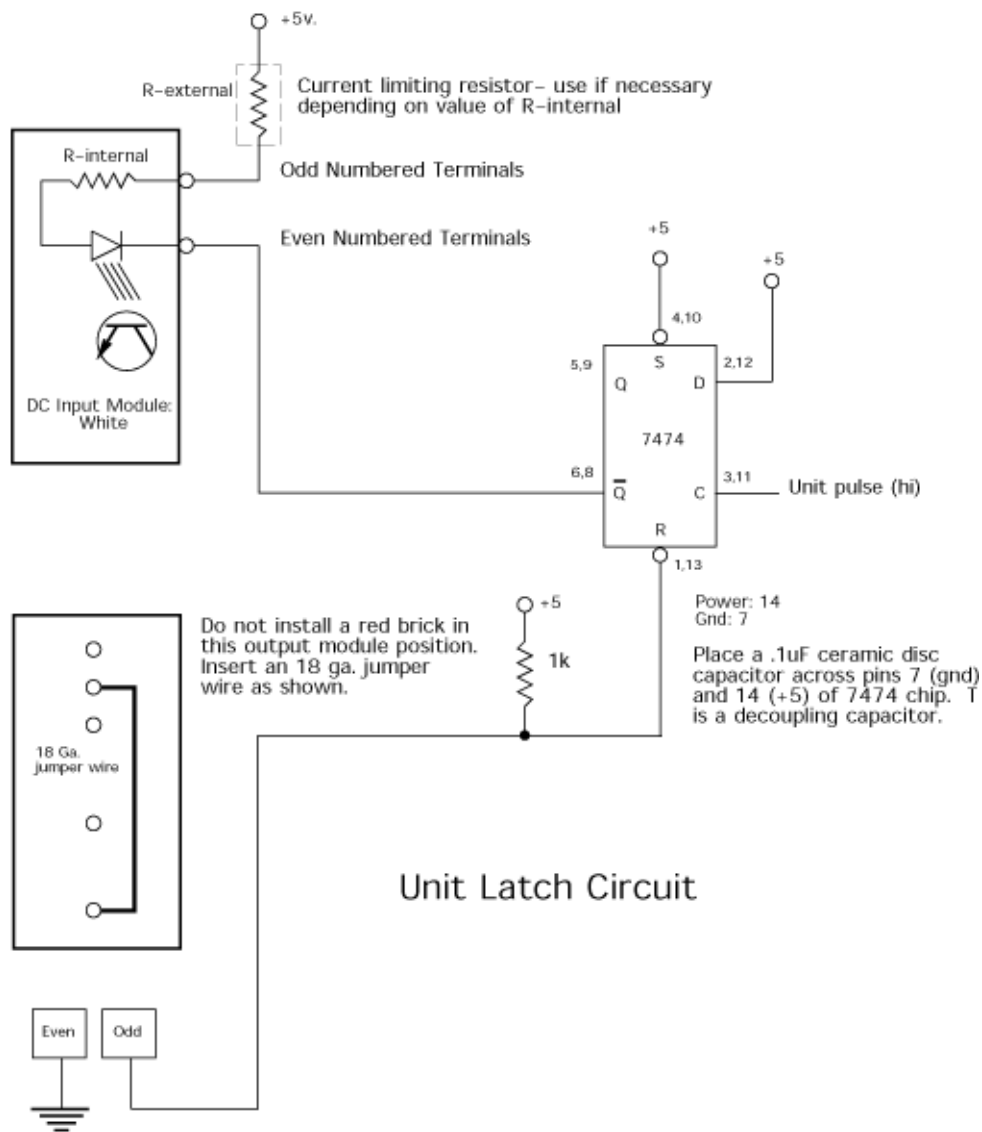 +5v.
R-external
Current limiting resistor- use if necessary
depending on value of R-internal
R-internal
Odd Numbered Terminals
Even Numbered Terminals
+5
+5
4,10
5,9
S
2,12
Q
D
DC Input Module:
White
7474
6,8
3,11
Q̅
C
Unit pulse (hi)
R
1,13
Power: 14
Gnd: 7
+5
Do not install a red brick in
this output module position.
Insert an 18 ga. jumper
wire as shown.
1k
Place a .1uF ceramic disc
capacitor across pins 7 (gnd)
and 14 (+5) of 7474 chip. T
is a decoupling capacitor.
18 Ga.
jumper wire
Unit Latch Circuit
Even
Odd